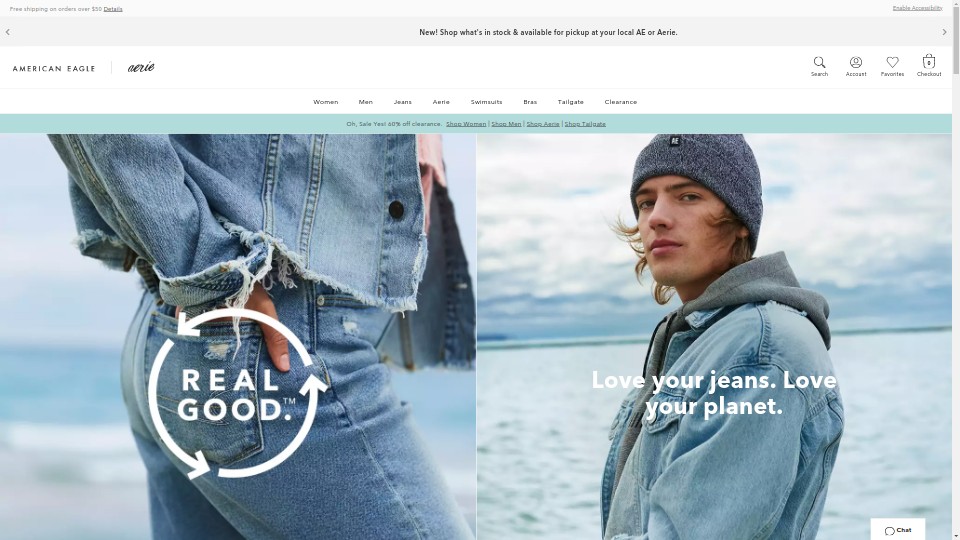 Free shipping on orders over $50 Details
Enable Accessibility
New! Shop what's in stock & available for pickup at your local AE or Aerie.
AMERICAN EAGLE
aerie
Search
Account
Favorites
0
Checkout
Women
Men
Jeans
Aerie
Swimsuits
Bras
Tailgate
Clearance
Oh, Sale Yes! 60% off clearance. Shop Women | Shop Men | Shop Aerie | Shop Tailgate
AE
REAL
GOOD.™
Love your jeans. Love
your planet.
Chat